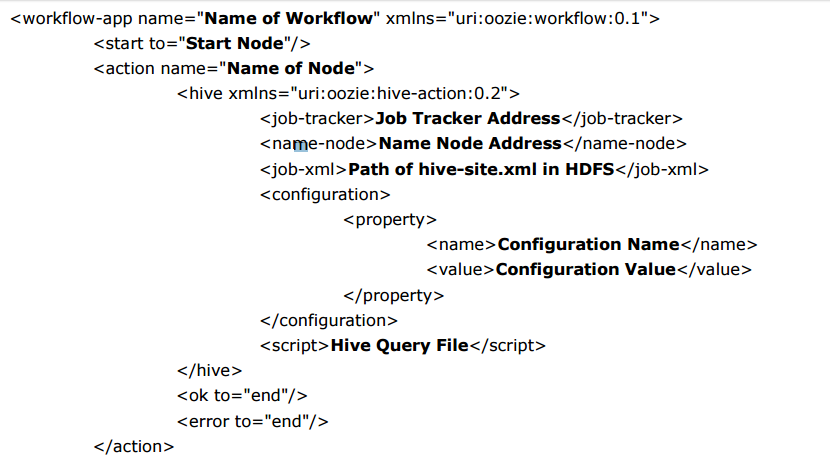 <workflow-app name="Name of Workflow" xmlns="uri:oozie:workflow:0.1">
<start to="Start Node"/>
<action name="Name of Node">
<hive xmlns="uri:oozie:hive-action:0.2">
<job-tracker>Job Tracker Address</job-tracker>
<name-node>Name Node Address</name-node>
<job-xml>Path of hive-site.xml in HDFS</job-xml>
<configuration>
<property>
<name>Configuration Name</name>
<value>Configuration Value</value>
</property>
</configuration>
<script>Hive Query File</script>
</hive>
<ok to="end"/>
<error to="end"/>
</action>